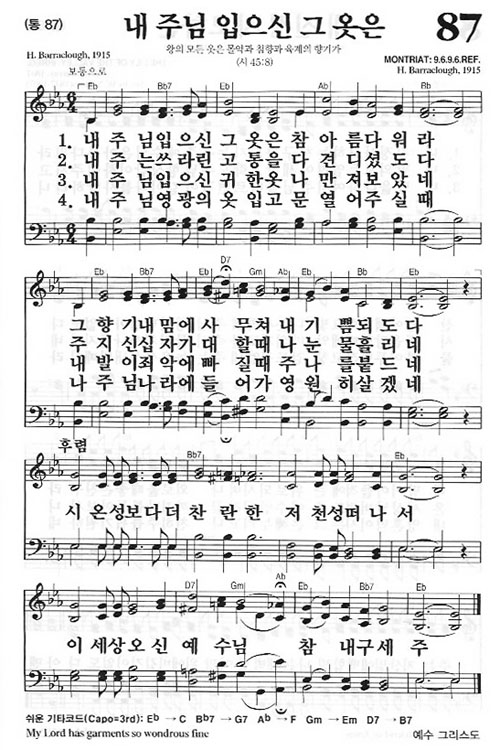 (통 87)
내 주님 입으신 그 옷은
87
왕의 모든 옷은 몰약과 침향과 육계의 향기가
(시 45:8)
H. Barraclough, 1915
보통으로
MONTRIAT: 9.6.9.6.REF.
H. Barraclough, 1915
Eb Bb7 Eb Ab Bb
1. 내 주 님입으신 그 옷은참 아름다 워라
2. 내 주 는쓰라린 고 통을다 견디셨 도다
3. 내 주 님입으신 귀 한옷나 만져보 았네
4. 내 주 님영광의 옷 입고문 열어주 실때
Eb Bb7 Eb D7 Gm Ab Eb Bb7 Eb
그 향 기내맘에사 무쳐내기 쁨되도다
주 지 신십자가대 할때나눈 물흘리네
내 발 이죄악에빠 질때주나 를붙드네
나 주 님나라에들 어가영원 히살겠네
후렴
Bb7 Eb
시 온성보다더 찬 란한 저 천성떠나 서
D7 Gm Ab Eb Bb7 Eb
이세상오신 예 수님 참 내구세 주
쉬운 기타코드(Capo=3rd): Eb → C Bb7 → G7 Ab → F Gm → Em D7 → B7
My Lord has garments so wondrous fine
예수 그리스도